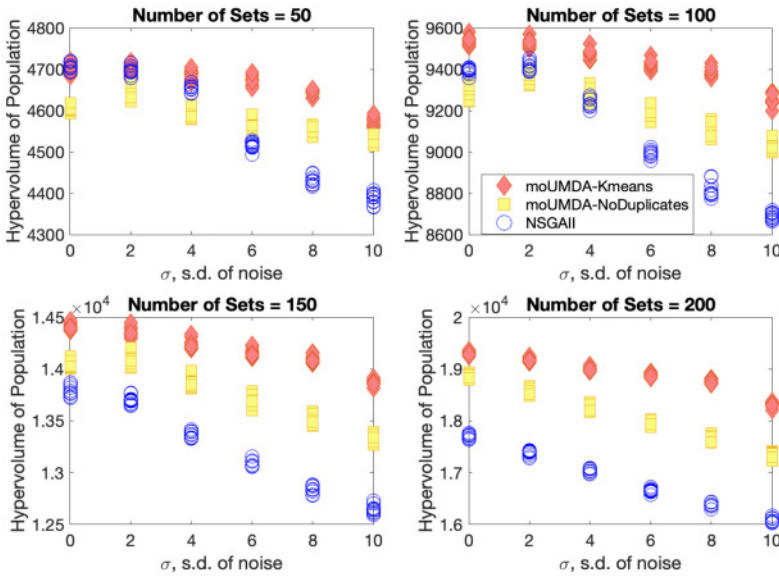 Number of Sets = 50
4800
4700
4600
4500
4400
4300
Hypervolume of Population
0 2 4 6 8 10
σ, s.d. of noise
Number of Sets = 100
9600
9400
9200
9000
8800
8600
Hypervolume of Population
moUMDA-Kmeans
moUMDA-NoDuplicates
NSGAII
0 2 4 6 8 10
σ, s.d. of noise
Number of Sets = 150
×10⁴
1.45
1.4
1.35
1.3
1.25
Hypervolume of Population
0 2 4 6 8 10
σ, s.d. of noise
Number of Sets = 200
×10⁴
2
1.9
1.8
1.7
1.6
Hypervolume of Population
0 2 4 6 8 10
σ, s.d. of noise